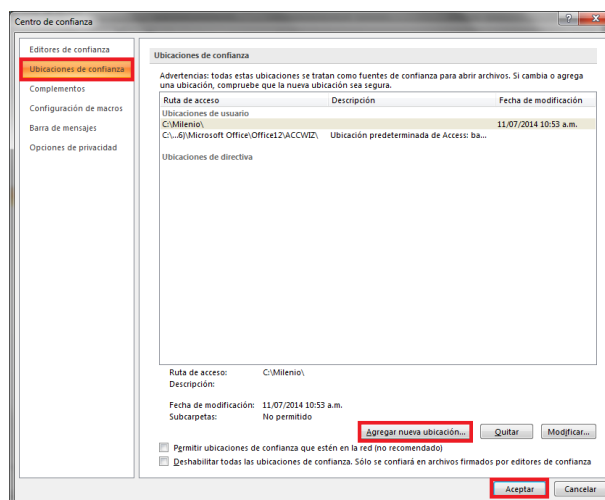 Centro de confianza
Editores de confianza
Ubicaciones de confianza
Complementos
Configuración de macros
Barra de mensajes
Opciones de privacidad
Ubicaciones de confianza
Advertencias: todas estas ubicaciones se tratan como fuentes de confianza para abrir archivos. Si cambia o agrega
una ubicación, compruebe que la nueva ubicación sea segura.
Ruta de acceso Descripción Fecha de modificación
Ubicaciones de usuario
C:\Milenio\ 11/07/2014 10:53 a.m.
C:\...6)\Microsoft Office\Office12\ACCWIZ\ Ubicación predeterminada de Access: ba...
Ubicaciones de directiva
Ruta de acceso: C:\Milenio\
Descripción:
Fecha de modificación: 11/07/2014 10:53 a.m.
Subcarpetas: No permitido
Agregar nueva ubicación... Quitar Modificar...
Permitir ubicaciones de confianza que estén en la red (no recomendado)
Deshabilitar todas las ubicaciones de confianza. Sólo se confiará en archivos firmados por editores de confianza
Aceptar Cancelar